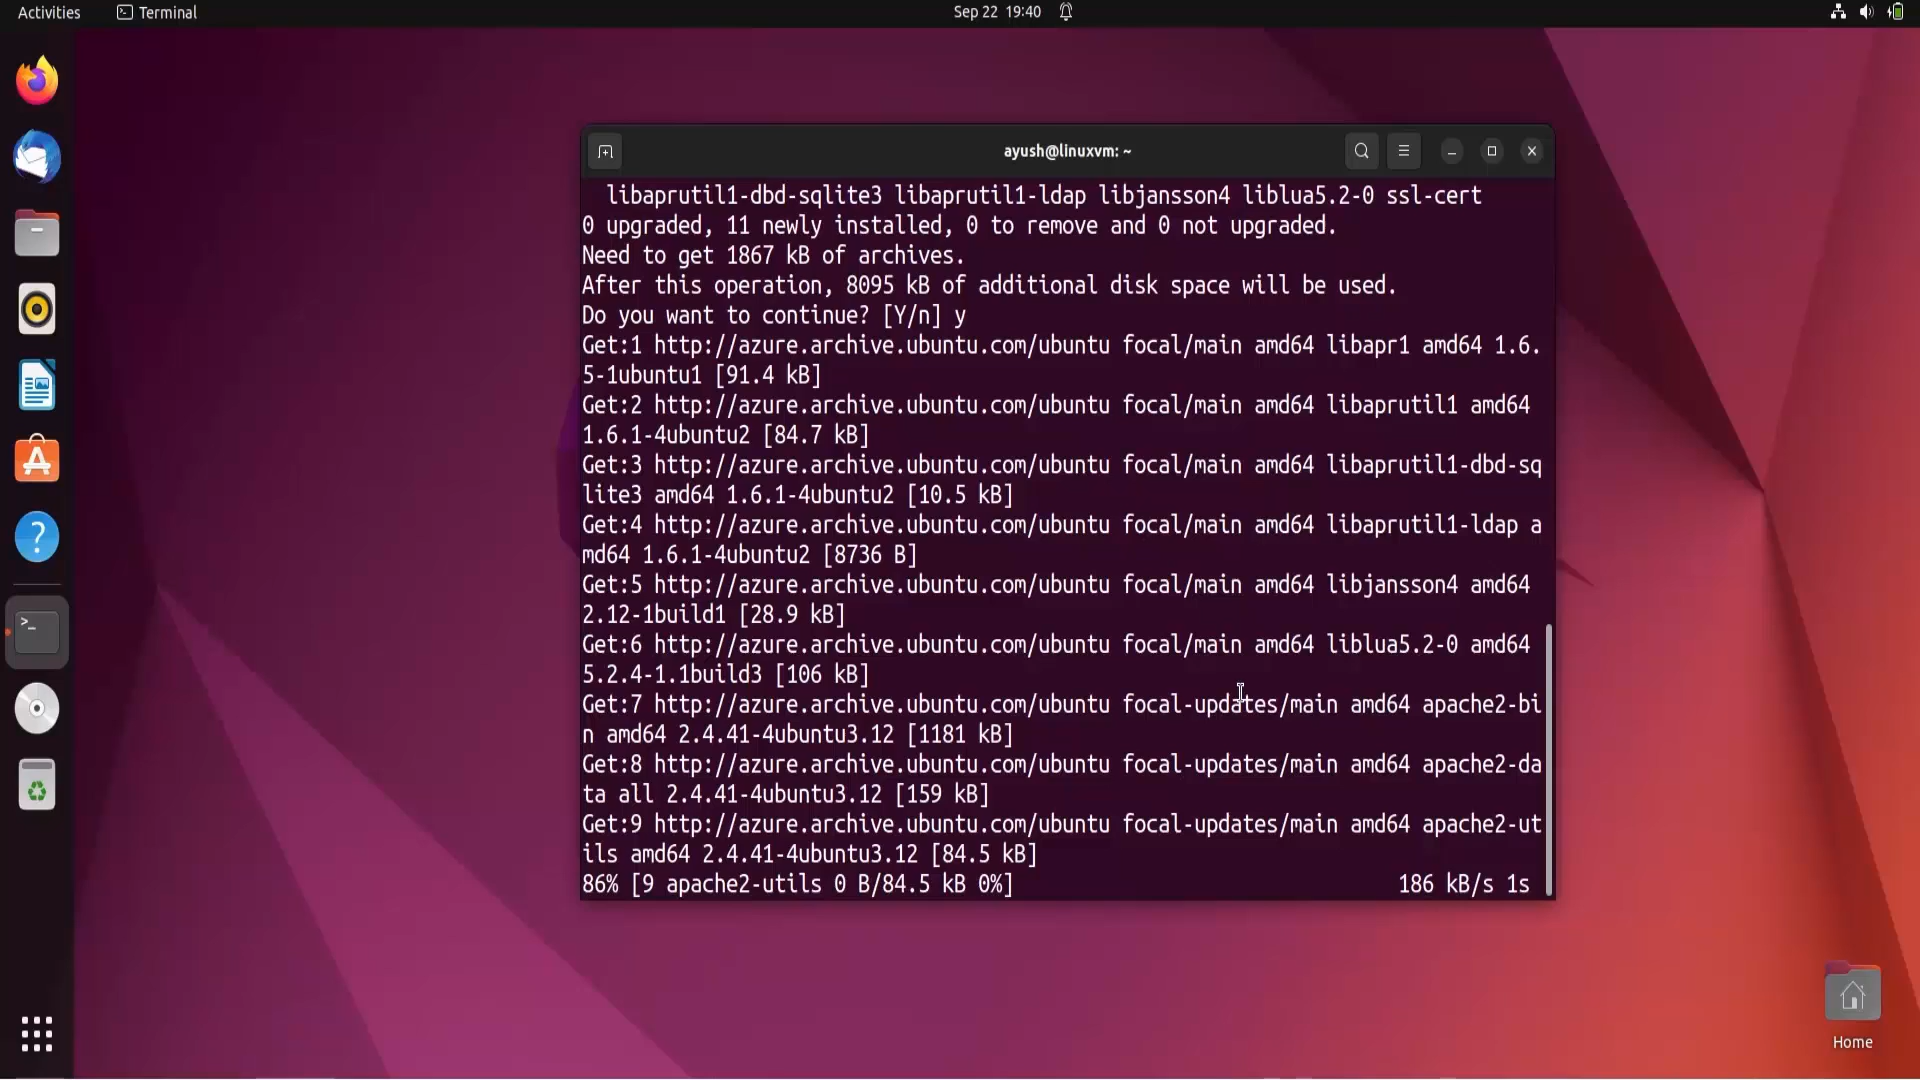 Activities Terminal Sep 22 19:40
ayush@linuxvm: ~
libaprutil1-dbd-sqlite3 libaprutil1-ldap libjansson4 liblua5.2-0 ssl-cert
0 upgraded, 11 newly installed, 0 to remove and 0 not upgraded.
Need to get 1867 kB of archives.
After this operation, 8095 kB of additional disk space will be used.
Do you want to continue? [Y/n] y
Get:1 http://azure.archive.ubuntu.com/ubuntu focal/main amd64 libapr1 amd64 1.6.
5-1ubuntu1 [91.4 kB]
Get:2 http://azure.archive.ubuntu.com/ubuntu focal/main amd64 libaprutil1 amd64
1.6.1-4ubuntu2 [84.7 kB]
Get:3 http://azure.archive.ubuntu.com/ubuntu focal/main amd64 libaprutil1-dbd-sq
lite3 amd64 1.6.1-4ubuntu2 [10.5 kB]
Get:4 http://azure.archive.ubuntu.com/ubuntu focal/main amd64 libaprutil1-ldap a
md64 1.6.1-4ubuntu2 [8736 B]
Get:5 http://azure.archive.ubuntu.com/ubuntu focal/main amd64 libjansson4 amd64
2.12-1build1 [28.9 kB]
Get:6 http://azure.archive.ubuntu.com/ubuntu focal/main amd64 liblua5.2-0 amd64
5.2.4-1.1build3 [106 kB]
Get:7 http://azure.archive.ubuntu.com/ubuntu focal-updates/main amd64 apache2-bi
n amd64 2.4.41-4ubuntu3.12 [1181 kB]
Get:8 http://azure.archive.ubuntu.com/ubuntu focal-updates/main amd64 apache2-da
ta all 2.4.41-4ubuntu3.12 [159 kB]
Get:9 http://azure.archive.ubuntu.com/ubuntu focal-updates/main amd64 apache2-ut
ils amd64 2.4.41-4ubuntu3.12 [84.5 kB]
86% [9 apache2-utils 0 B/84.5 kB 0%] 186 kB/s 1s
Home